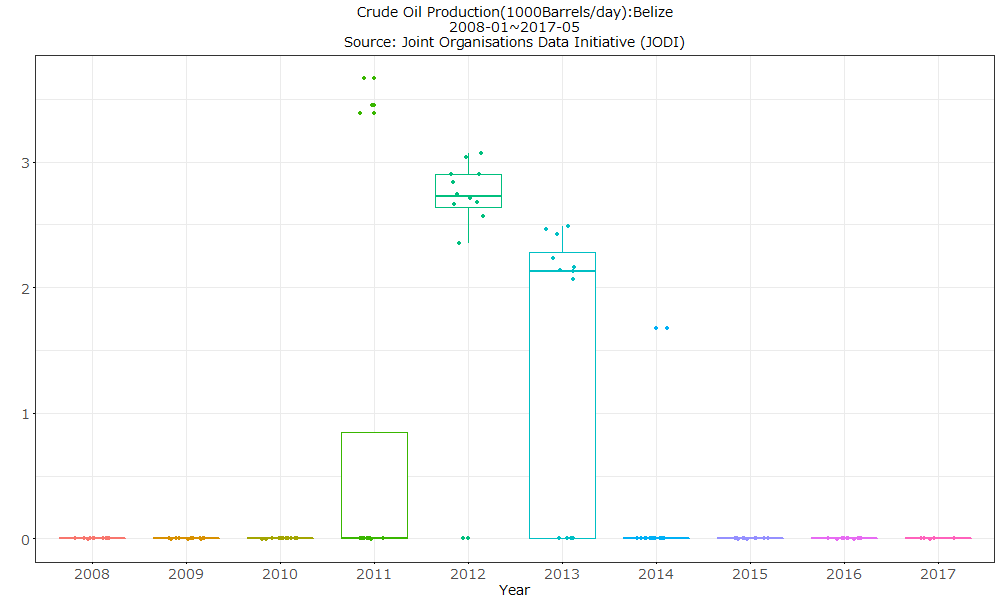 Crude Oil Production(1000Barrels/day):Belize
2008-01~2017-05
Source: Joint Organisations Data Initiative (JODI)
3
2
1
0
2008 2009 2010 2011 2012 2013 2014 2015 2016 2017
Year